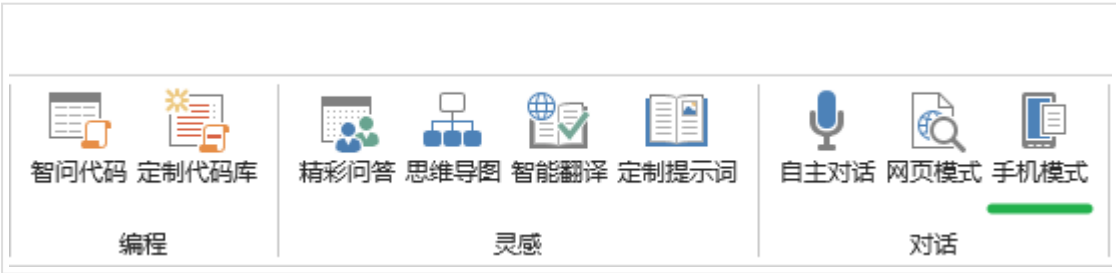 智问代码 定制代码库 精彩问答 思维导图 智能翻译 定制提示词 自主对话 网页模式 手机模式
编程 灵感 对话